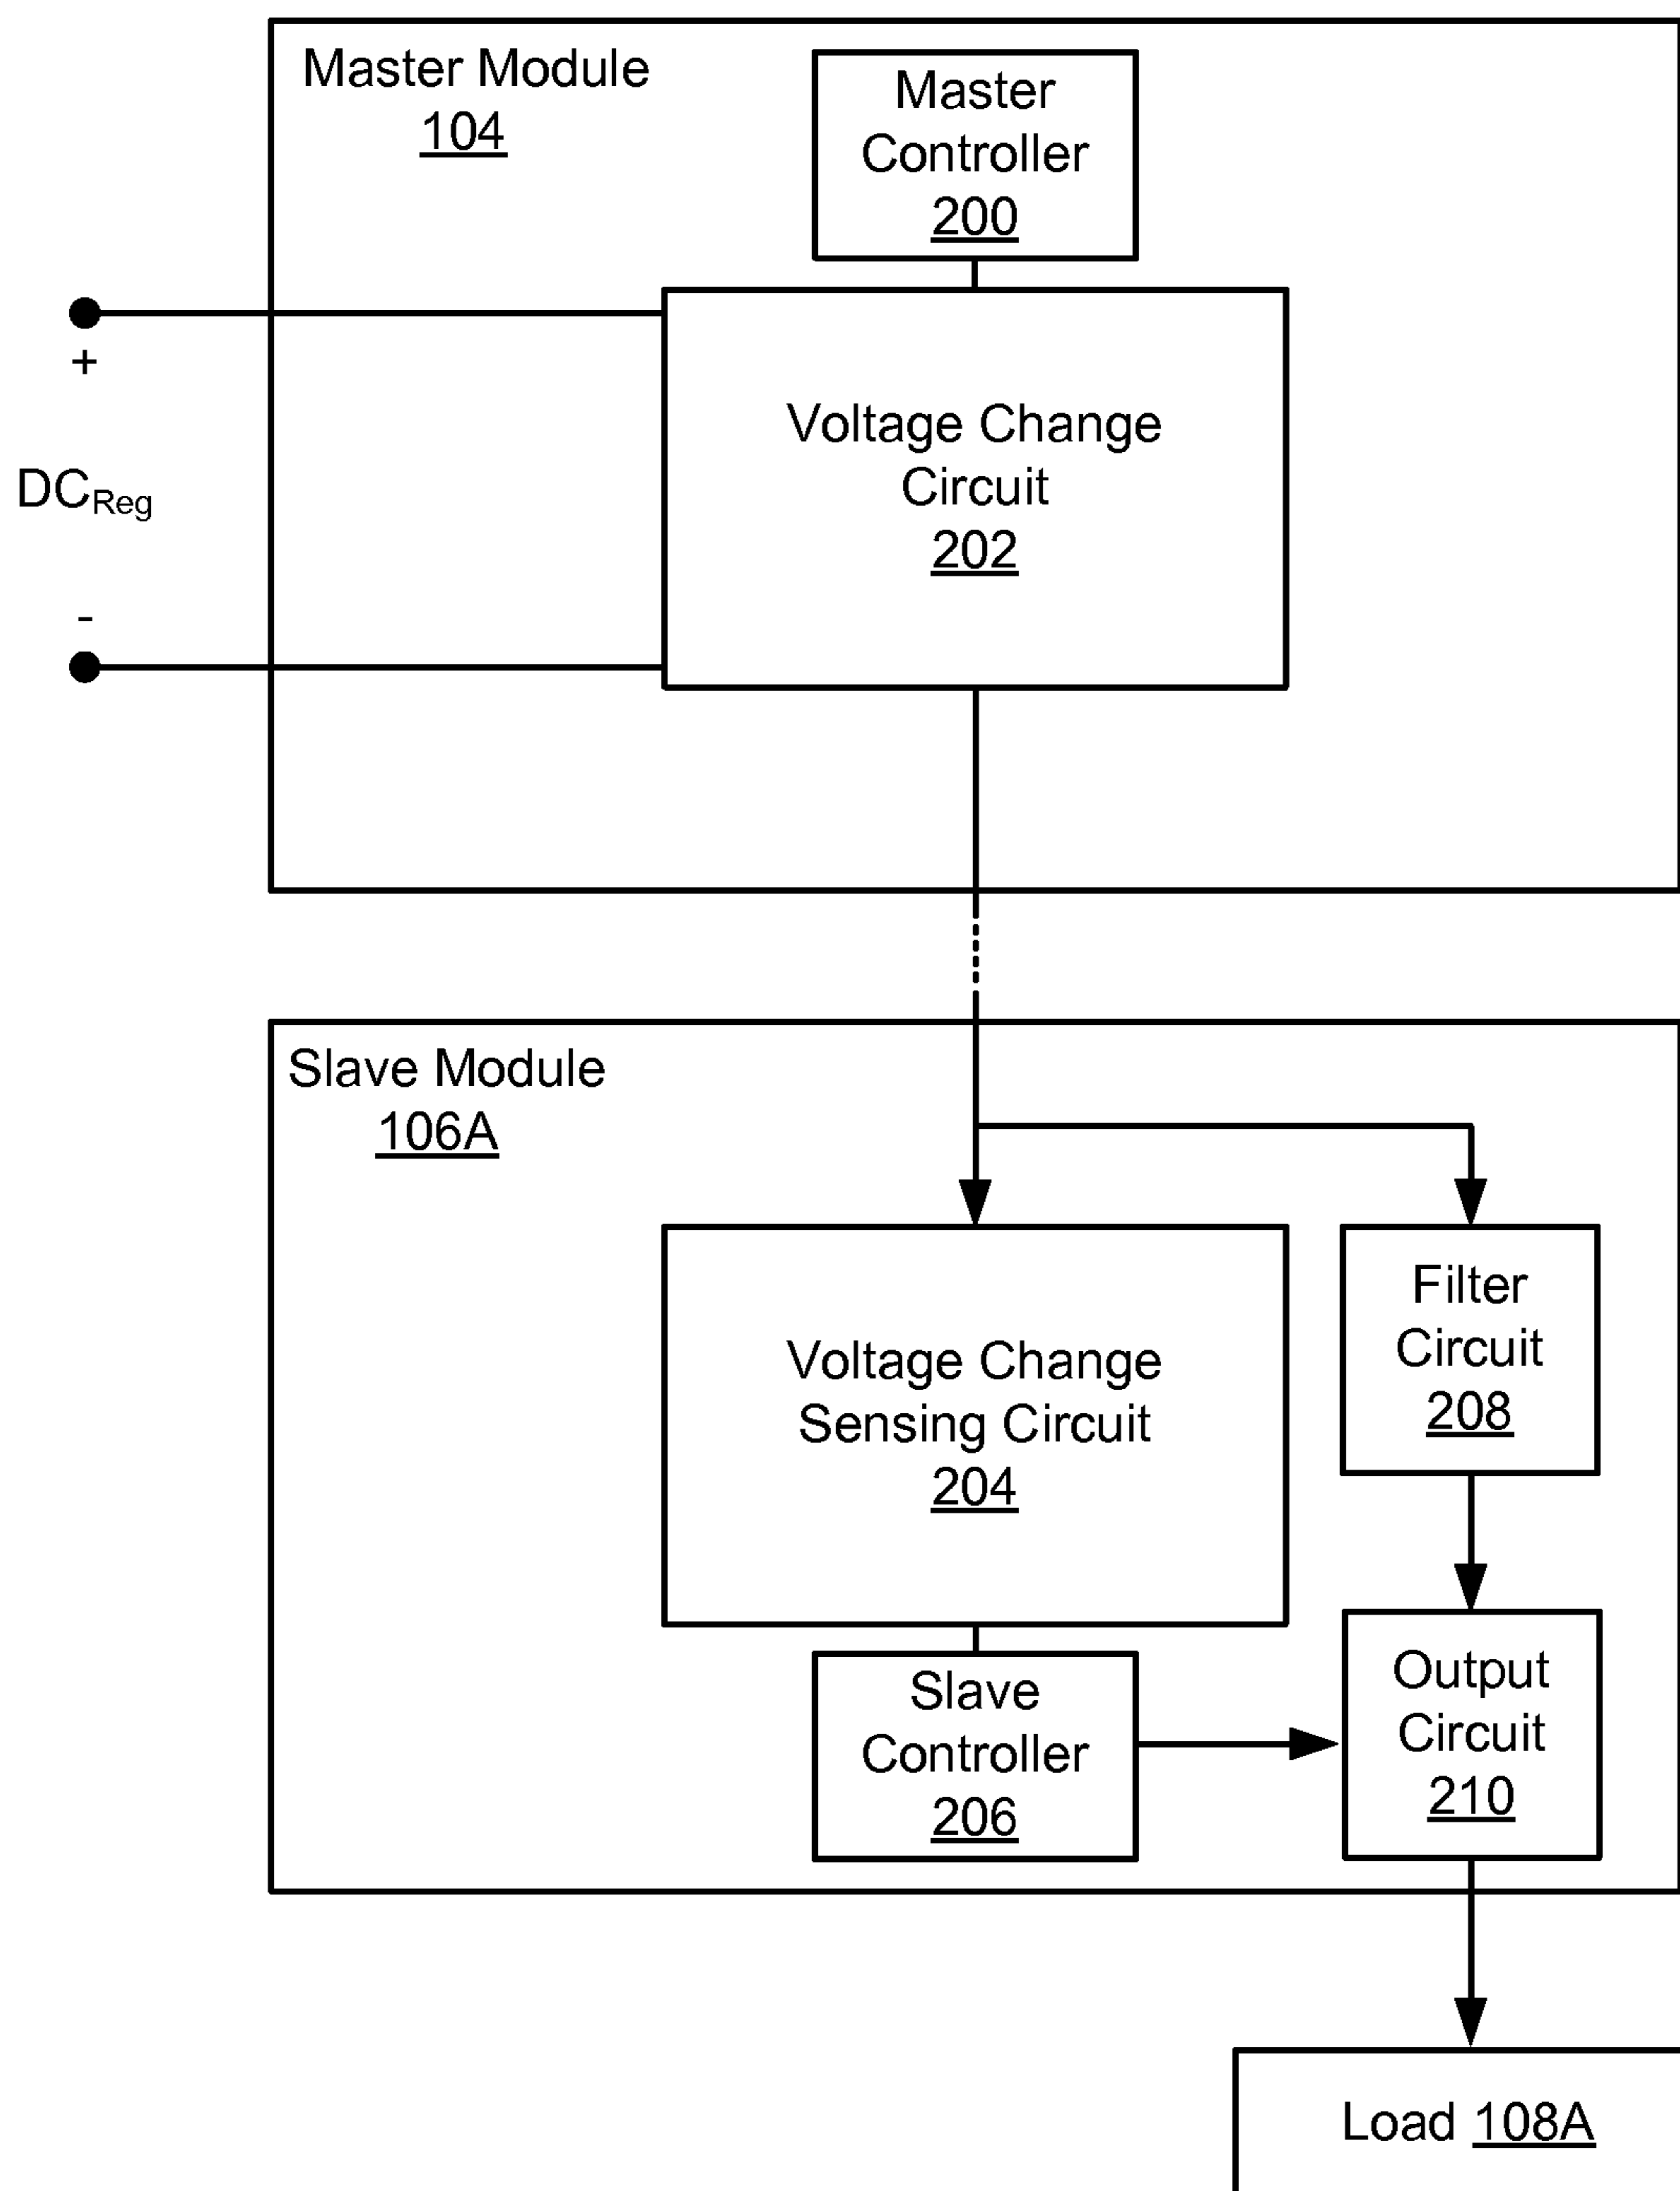 Master Module
104
Master
Controller
200
+
DCReg
-
Voltage Change
Circuit
202
Slave Module
106A
Voltage Change
Sensing Circuit
204
Filter
Circuit
208
Slave
Controller
206
Output
Circuit
210
Load 108A